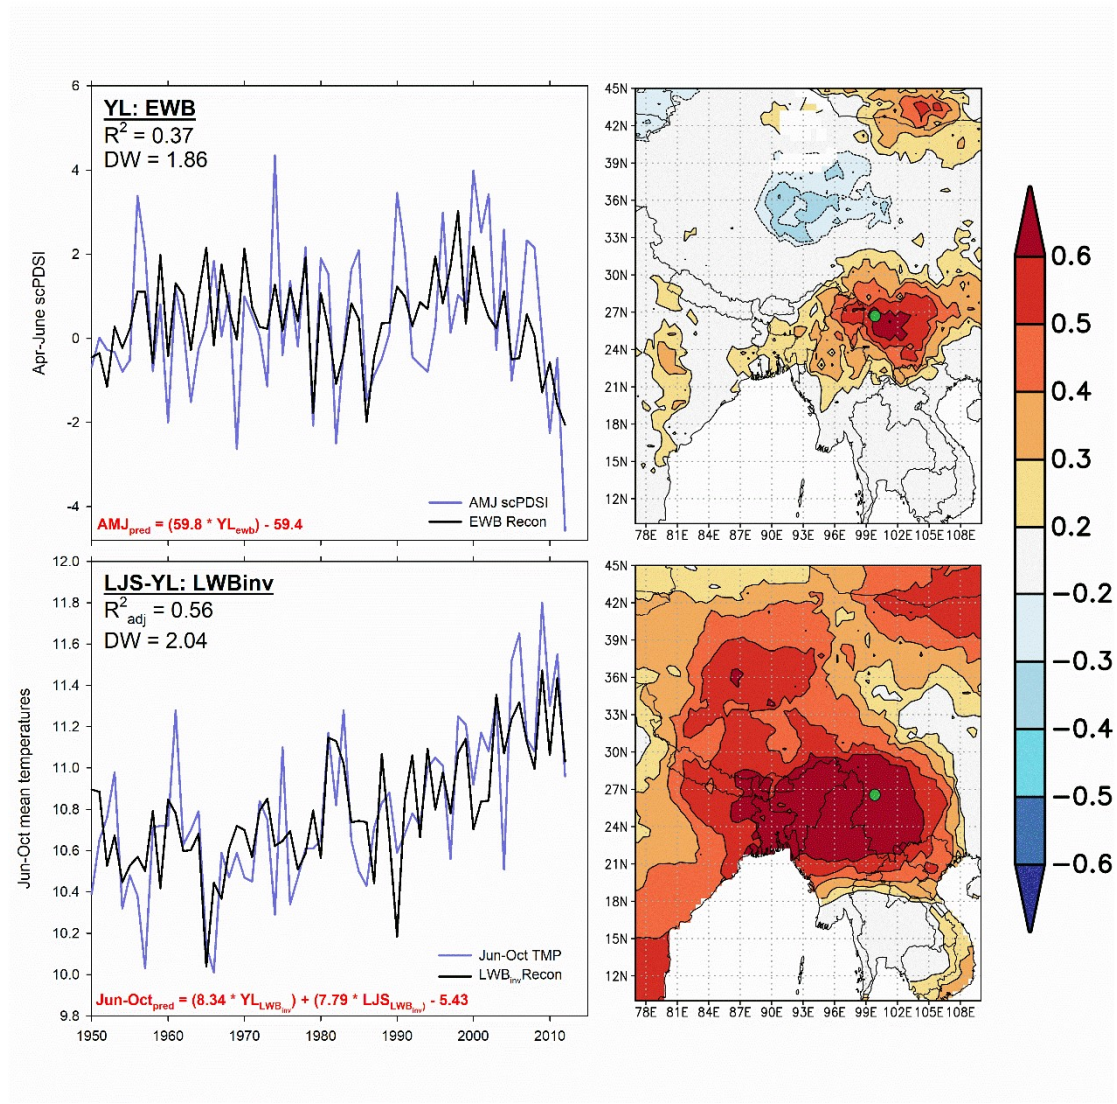 YL: EWB
R2 = 0.37
DW = 1.86
Apr-June scPDSI
6
4
2
0
-2
-4
AMJ scPDSI
EWB Recon
AMJpred = (59.8 * YLewb) - 59.4
45N
42N
39N
36N
33N
30N
27N
24N
21N
18N
15N
12N
78E 81E 84E 87E 90E 93E 96E 99E 102E 105E 108E
LJS-YL: LWBinv
R2adj = 0.56
DW = 2.04
Jun-Oct mean temperatures
12.0
11.8
11.6
11.4
11.2
11.0
10.8
10.6
10.4
10.2
10.0
9.8
Jun-Oct TMP
LWBinvRecon
Jun-Octpred = (8.34 * YLLWBinv) + (7.79 * LJSLWBinv) - 5.43
1950 1960 1970 1980 1990 2000 2010
45N
42N
39N
36N
33N
30N
27N
24N
21N
18N
15N
12N
78E 81E 84E 87E 90E 93E 96E 99E 102E 105E 108E
0.6
0.5
0.4
0.3
0.2
−0.2
−0.3
−0.4
−0.5
−0.6